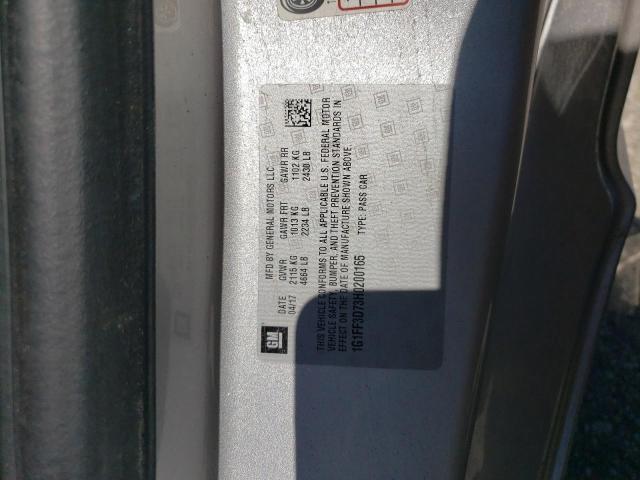 MFD BY GENERAL MOTORS LLC
DATE GVWR GAWR FRT GAWR RR
04/17 2115 KG 1013 KG 1102 KG
4664 LB 2234 LB 2430 LB
GM
THIS VEHICLE CONFORMS TO ALL APPLICABLE U.S. FEDERAL MOTOR
VEHICLE SAFETY, BUMPER, AND THEFT PREVENTION STANDARDS IN
EFFECT ON THE DATE OF MANUFACTURE SHOWN ABOVE.
1G1FF3D73H0200165 TYPE: PASS CAR